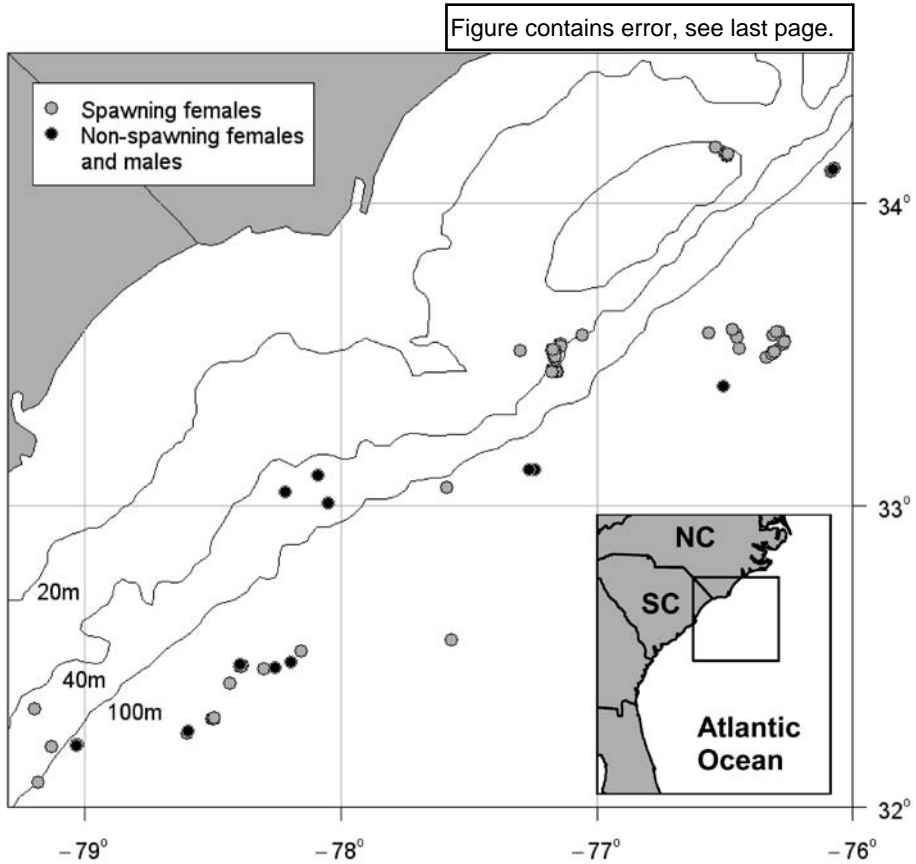 Figure contains error, see last page.
Spawning females
Non-spawning females
and males
34°
33°
20m
40m
100m
NC
SC
Atlantic
Ocean
32°
−79°
−78°
−77°
−76°